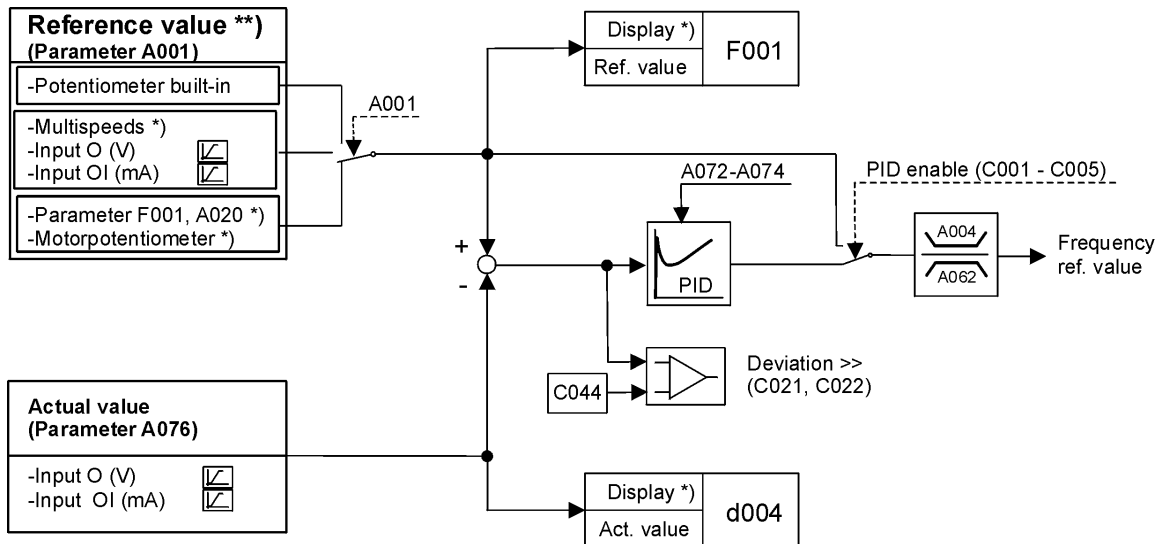 Reference value **)
(Parameter A001)
-Potentiometer built-in
-Multispeeds *)
-Input O (V)
-Input OI (mA)
-Parameter F001, A020 *)
-Motorpotentiometer *)
A001
Display *)
Ref. value
F001
A072-A074
PID enable (C001 - C005)
+
-
PID
A004
A062
Frequency
ref. value
C044
Deviation >>
(C021, C022)
Actual value
(Parameter A076)
-Input O (V)
-Input OI (mA)
Display *)
Act. value
d004